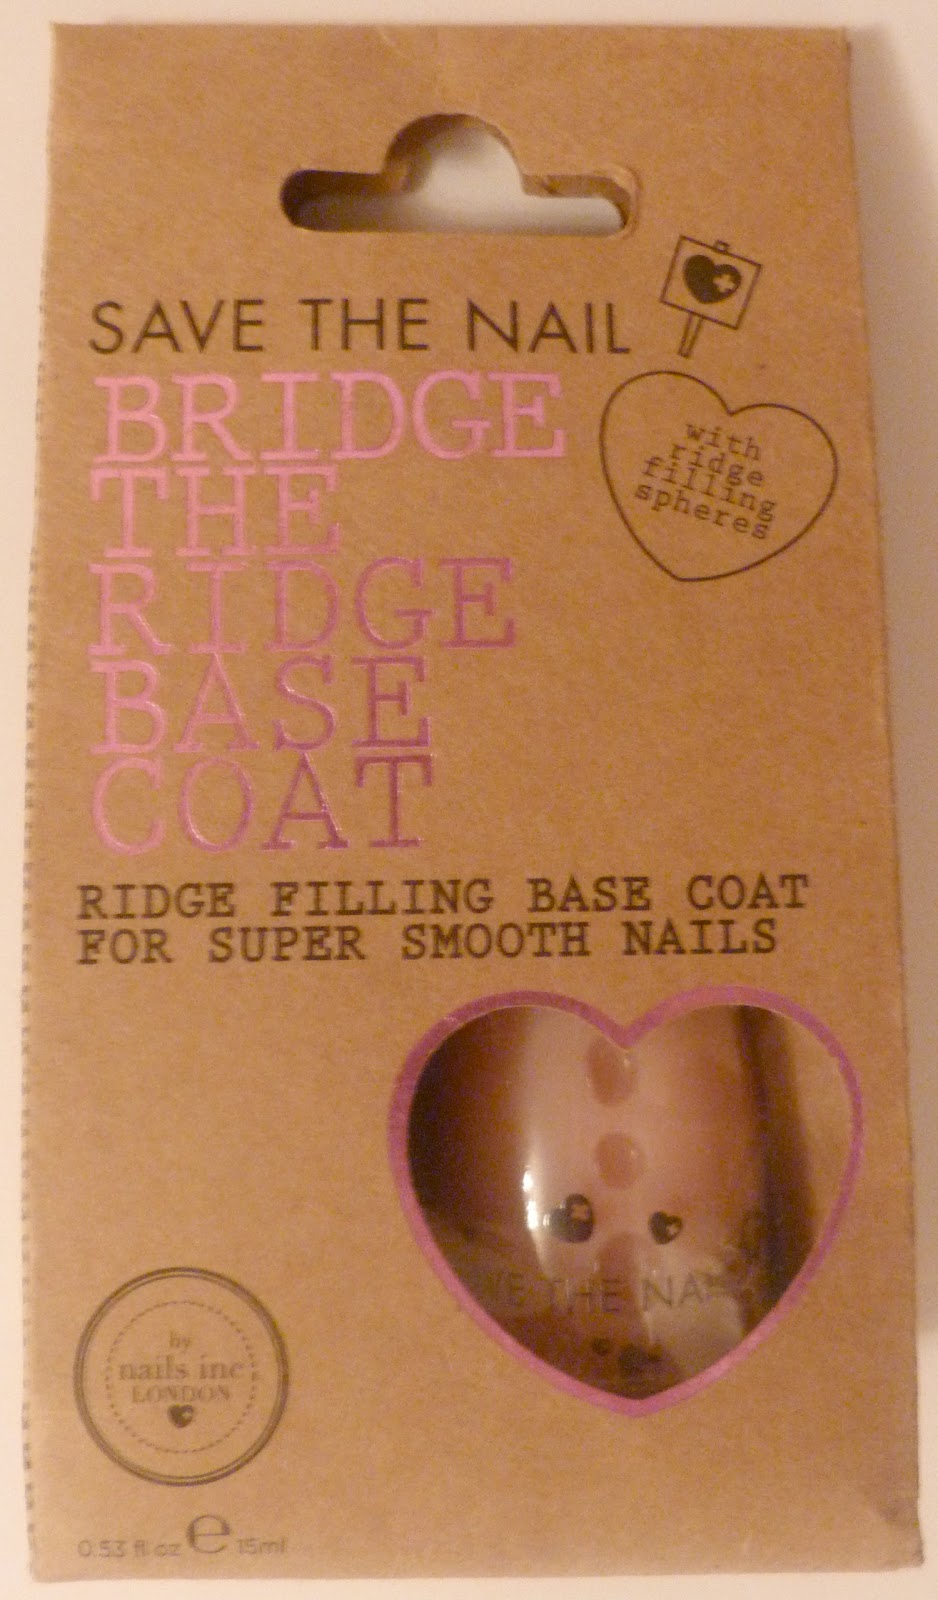 SAVE THE NAIL
BRIDGE
THE
RIDGE
BASE
COAT
with
ridge
filling
spheres
RIDGE FILLING BASE COAT
FOR SUPER SMOOTH NAILS
THE
by
nails inc
LONDON
0.53 fl oz e 15ml